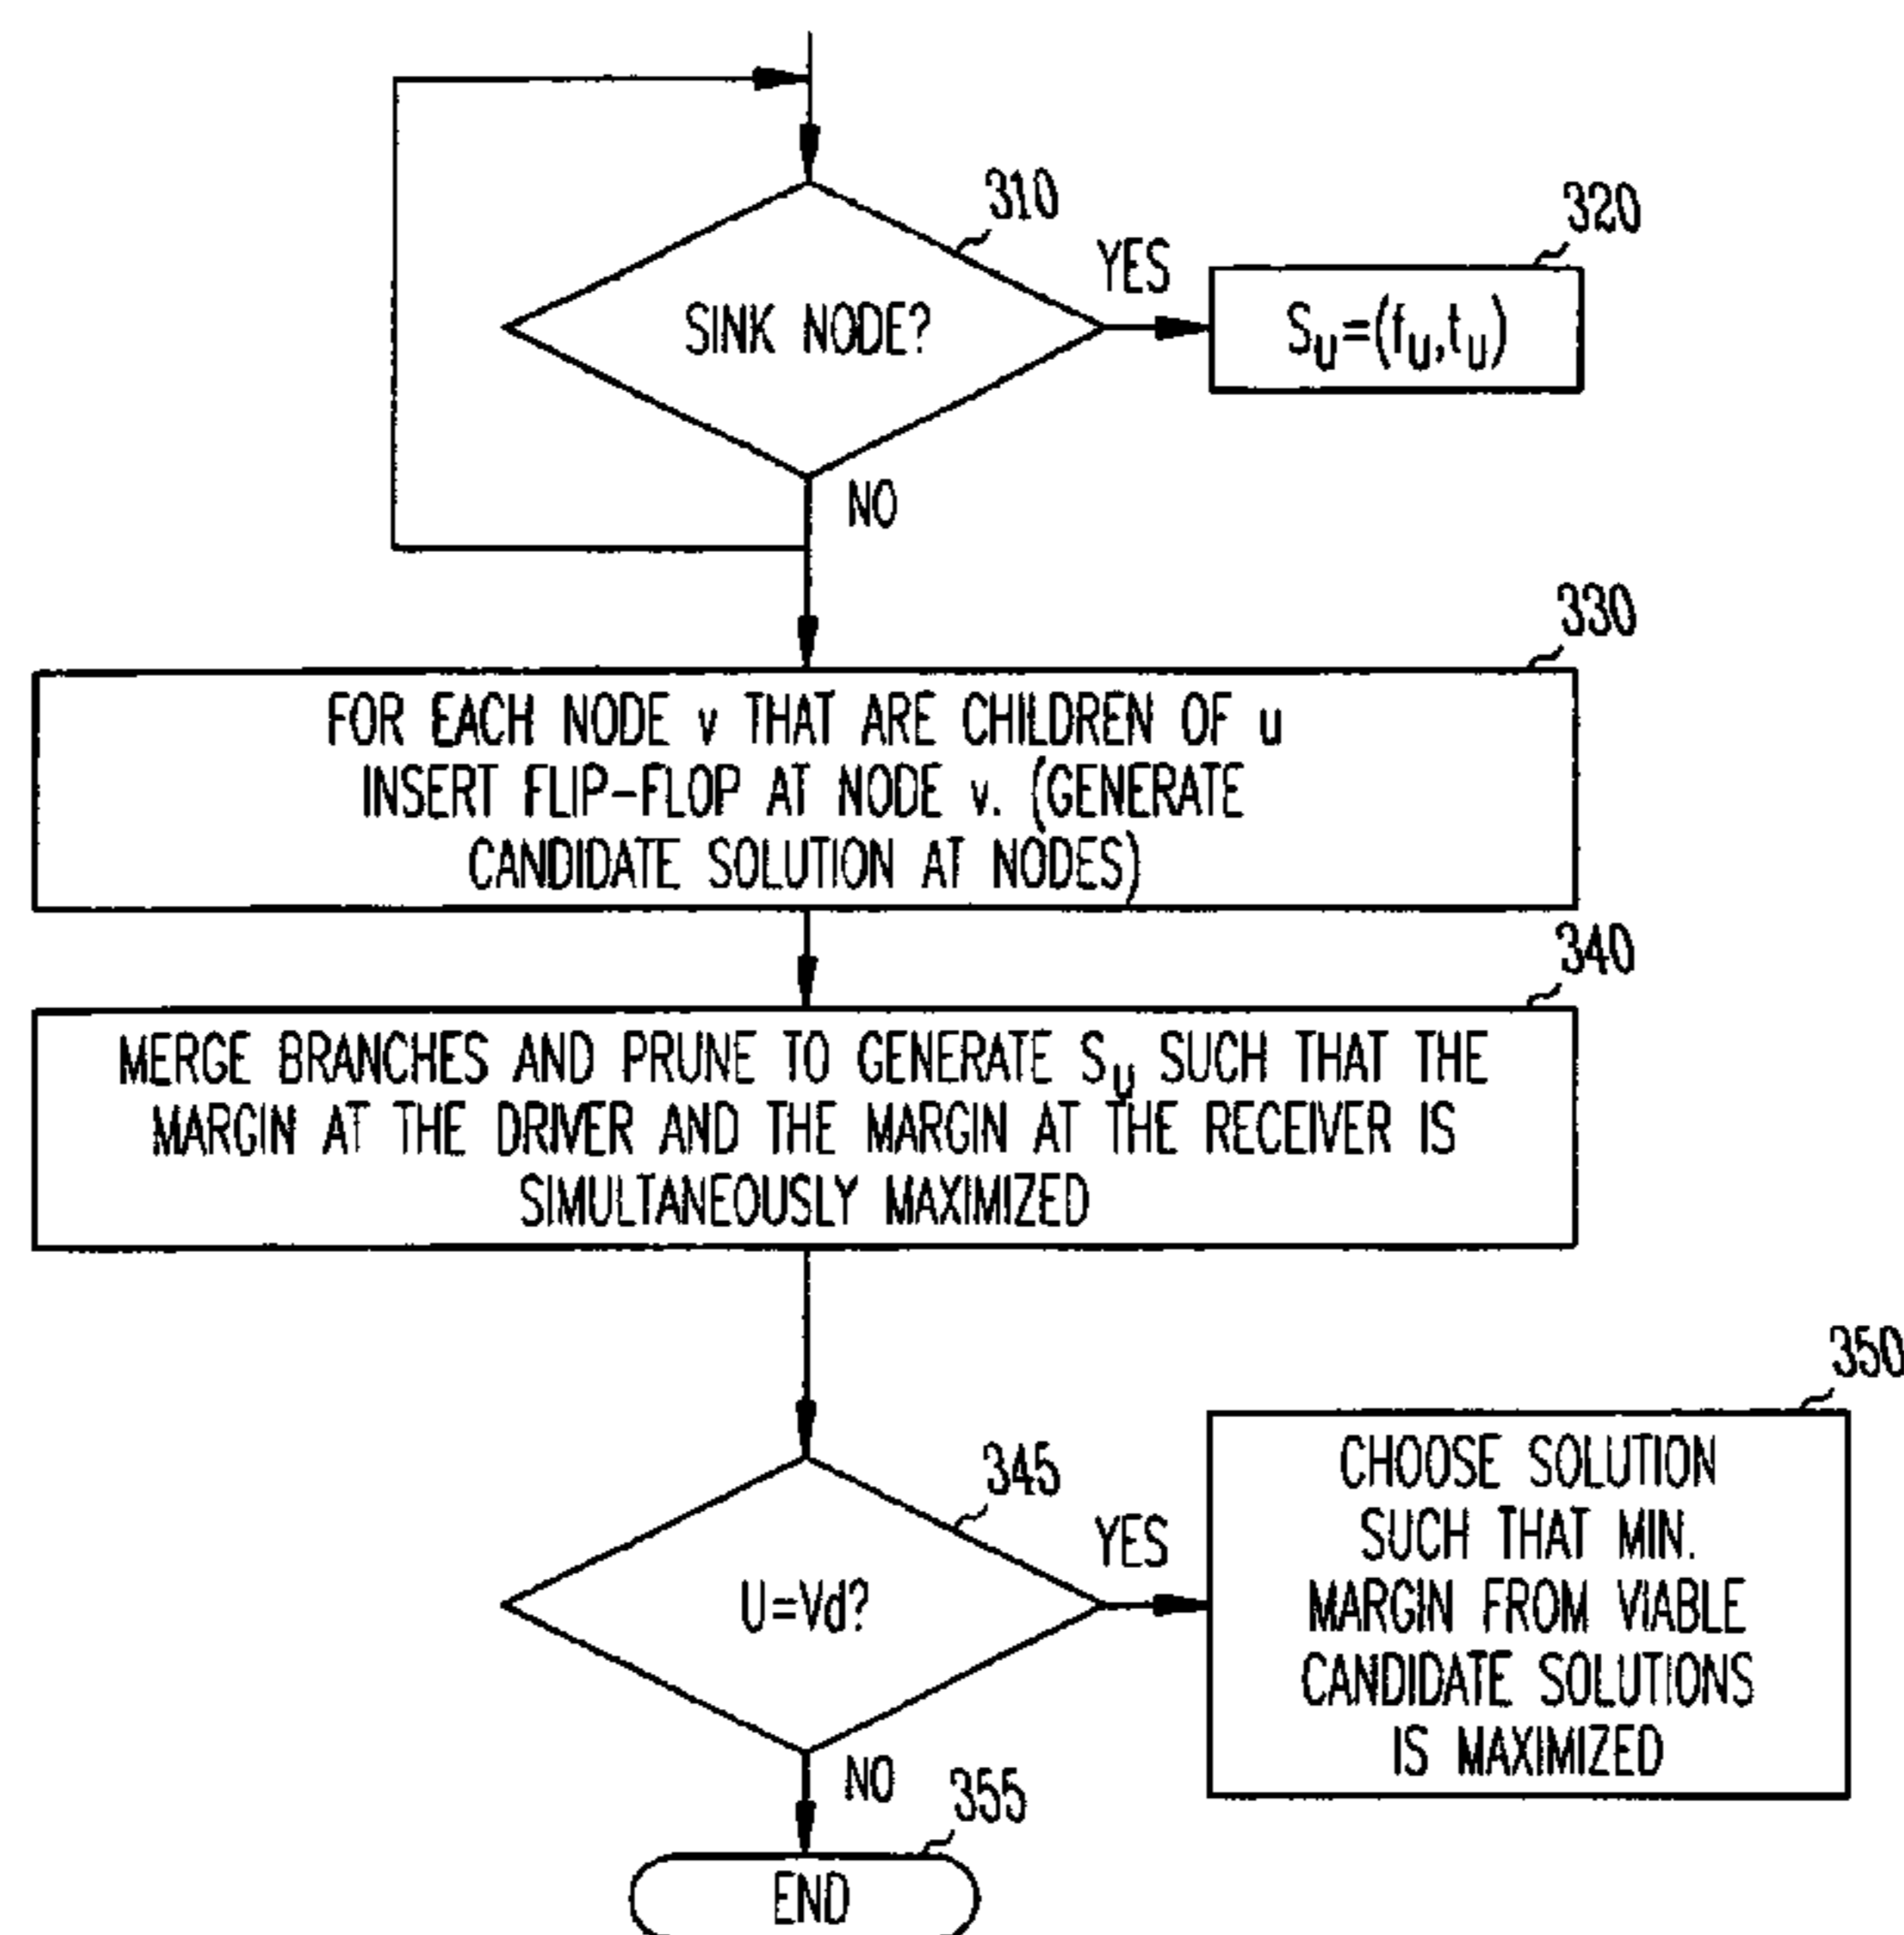 310
SINK NODE?
YES
320
S_U=(f_U,t_U)
NO
330
FOR EACH NODE v THAT ARE CHILDREN OF u
INSERT FLIP-FLOP AT NODE v. (GENERATE
CANDIDATE SOLUTION AT NODES)
340
MERGE BRANCHES AND PRUNE TO GENERATE S_U SUCH THAT THE
MARGIN AT THE DRIVER AND THE MARGIN AT THE RECEIVER IS
SIMULTANEOUSLY MAXIMIZED
345
U=Vd?
YES
350
CHOOSE SOLUTION
SUCH THAT MIN.
MARGIN FROM VIABLE
CANDIDATE SOLUTIONS
IS MAXIMIZED
NO
355
END